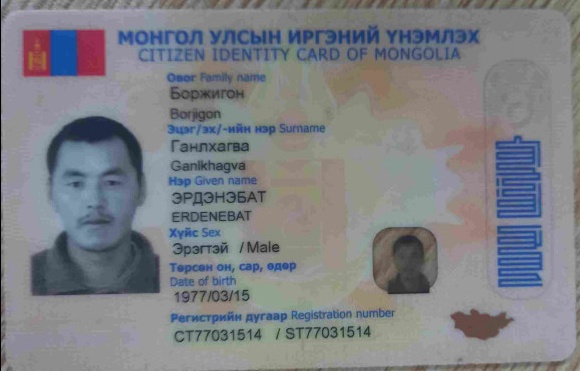 МОНГОЛ УЛСЫН ИРГЭНИЙ ҮНЭМЛЭХ
CITIZEN IDENTITY CARD OF MONGOLIA
Овог Family name
Боржигон
Borjigon
Эцэг/эх/-ийн нэр Surname
Ганлхагва
Ganlkhagva
Нэр Given name
ЭРДЭНЭБАТ
ERDENEBAT
Хүйс Sex
Эрэгтэй / Male
Төрсөн он, сар, өдөр
Date of birth
1977/03/15
Регистрийн дугаар Registration number
СТ77031514 / ST77031514